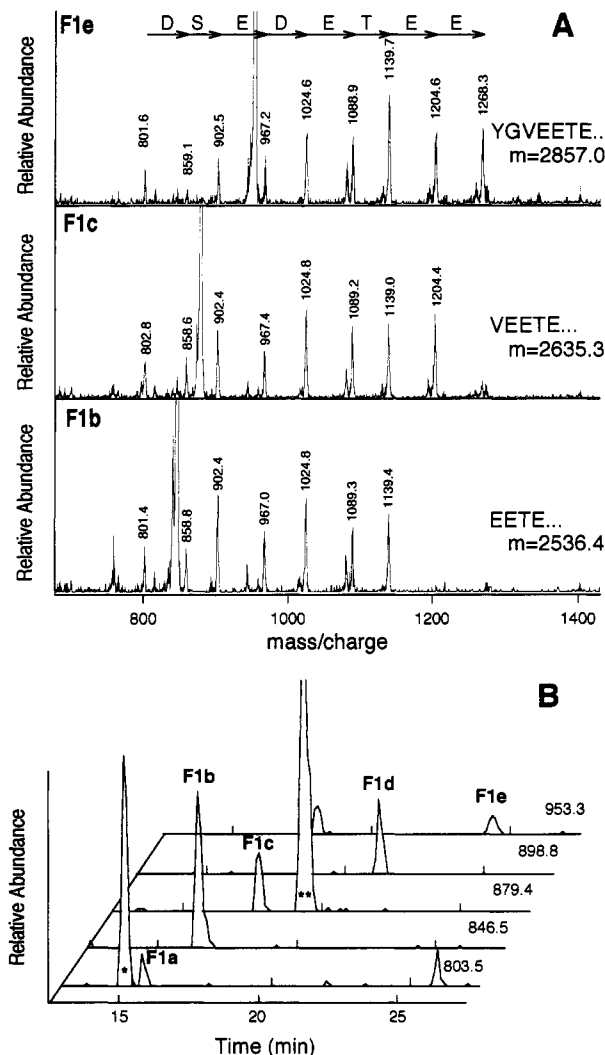 D S E D E T E E
A
F1e
Relative Abundance
801.6 859.1 902.5 967.2 1024.6 1088.9 1139.7 1204.6 1268.3
YGVEETE..
m=2857.0
F1c
Relative Abundance
802.8 858.6 902.4 967.4 1024.8 1089.2 1139.0 1204.4
VEETE...
m=2635.3
F1b
Relative Abundance
801.4 858.8 902.4 967.0 1024.8 1089.3 1139.4
EETE...
m=2536.4
800 1000 1200 1400
mass/charge
B
Relative Abundance
F1b F1d F1e
F1c
F1a
* **
953.3
898.8
879.4
846.5
803.5
15 20 25
Time (min)